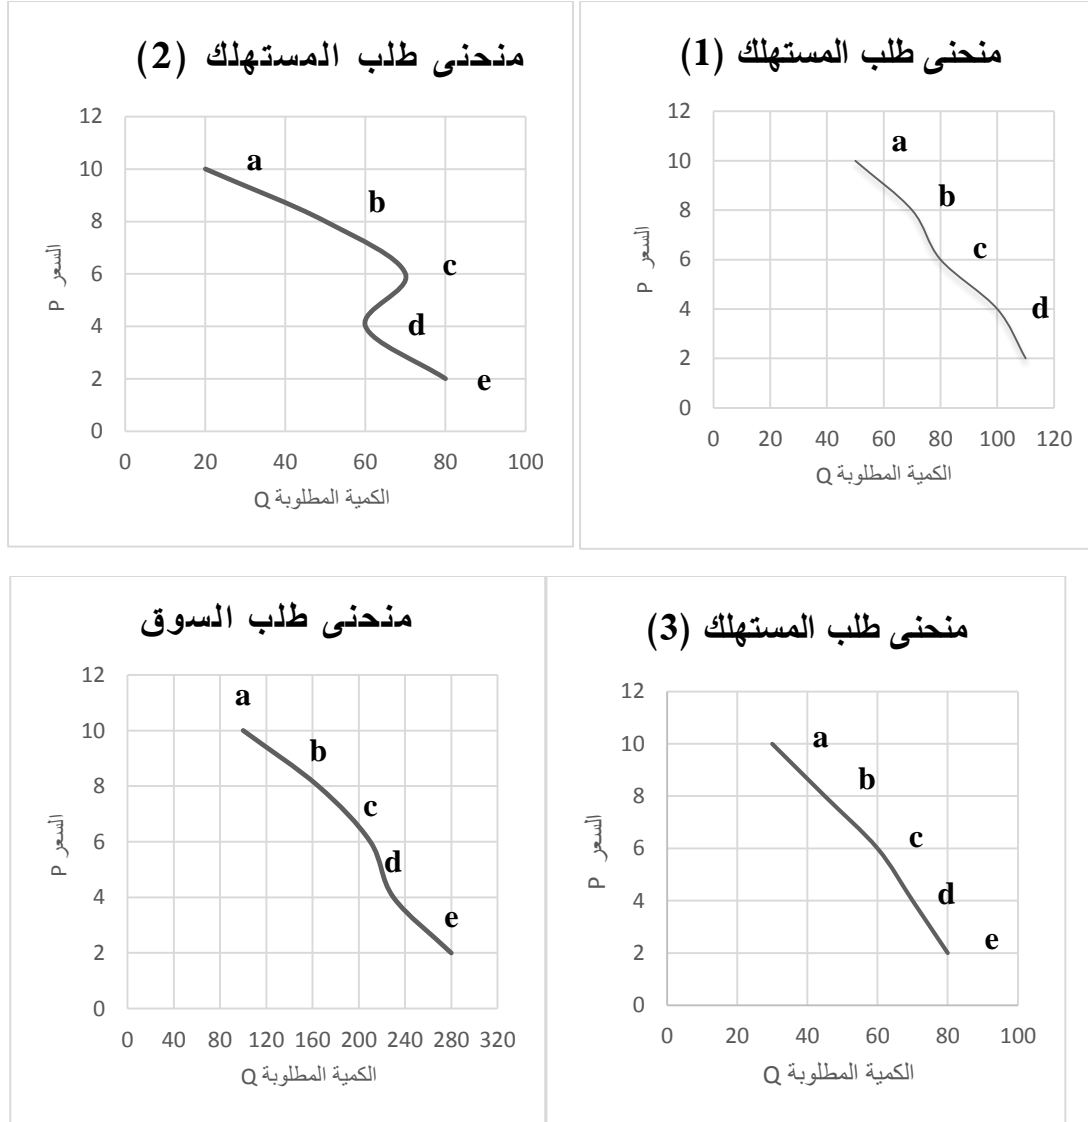 منحنى طلب المستهلك (1)
12
10
8
6
4
2
0
a
b
c
d
السعر P
0 20 40 60 80 100 120
الكمية المطلوبة Q
منحنى طلب المستهلك (2)
12
10
8
6
4
2
0
a
b
c
d
e
السعر P
0 20 40 60 80 100
الكمية المطلوبة Q
منحنى طلب المستهلك (3)
12
10
8
6
4
2
0
a
b
c
d
e
السعر P
0 20 40 60 80 100
الكمية المطلوبة Q
منحنى طلب السوق
12
10
8
6
4
2
0
a
b
c
d
e
السعر P
0 40 80 120 160 200 240 280 320
الكمية المطلوبة Q